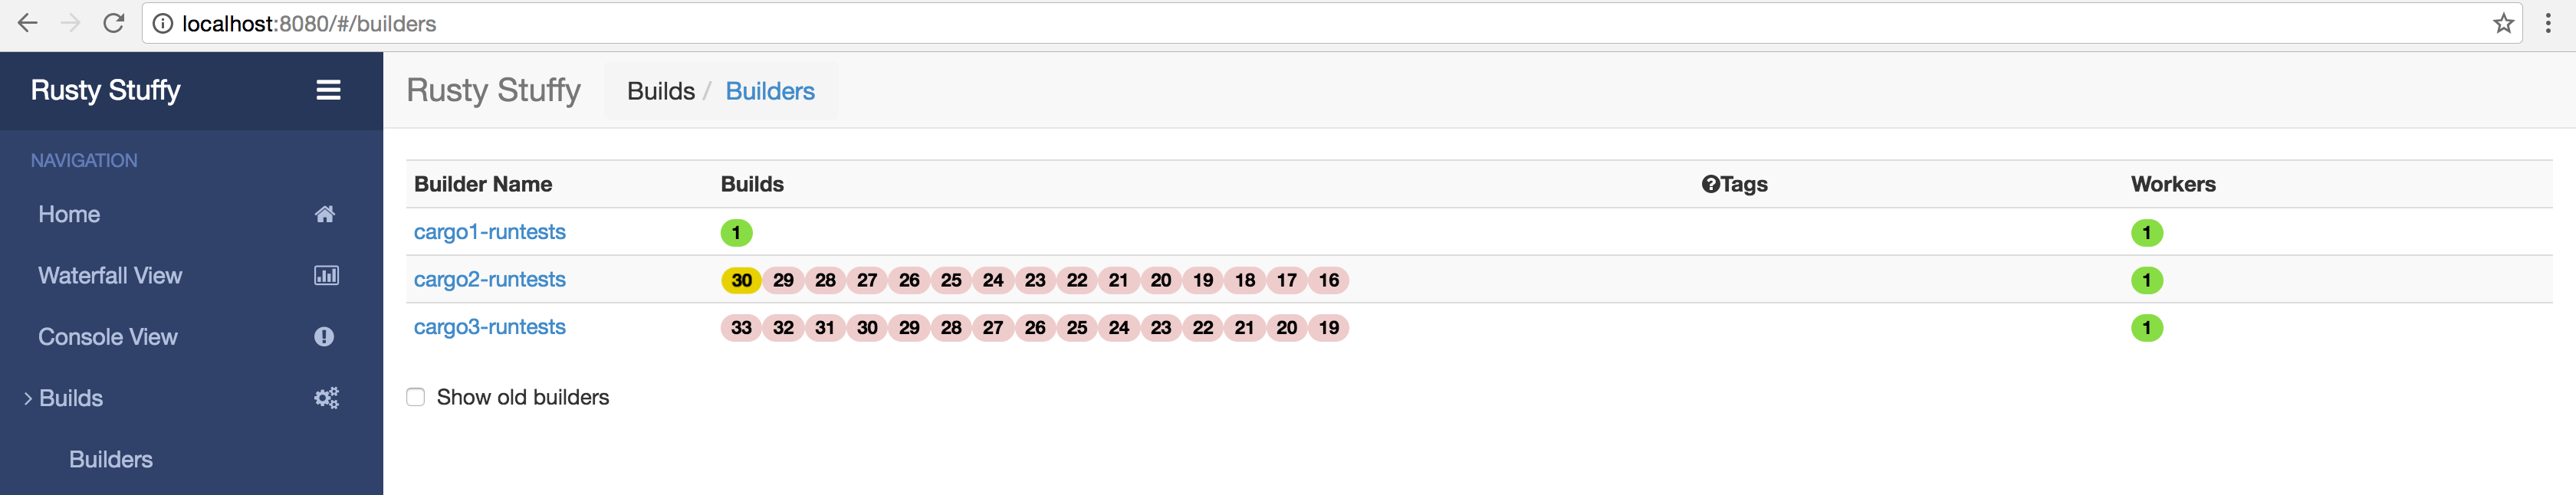 localhost:8080/#/builders
Rusty Stuffy
Rusty Stuffy Builds / Builders
NAVIGATION
Home
Waterfall View
Console View
Builds
Builders
Builder Name Builds Tags Workers
cargo1-runtests 1 1
cargo2-runtests 30 29 28 27 26 25 24 23 22 21 20 19 18 17 16 1
cargo3-runtests 33 32 31 30 29 28 27 26 25 24 23 22 21 20 19 1
Show old builders